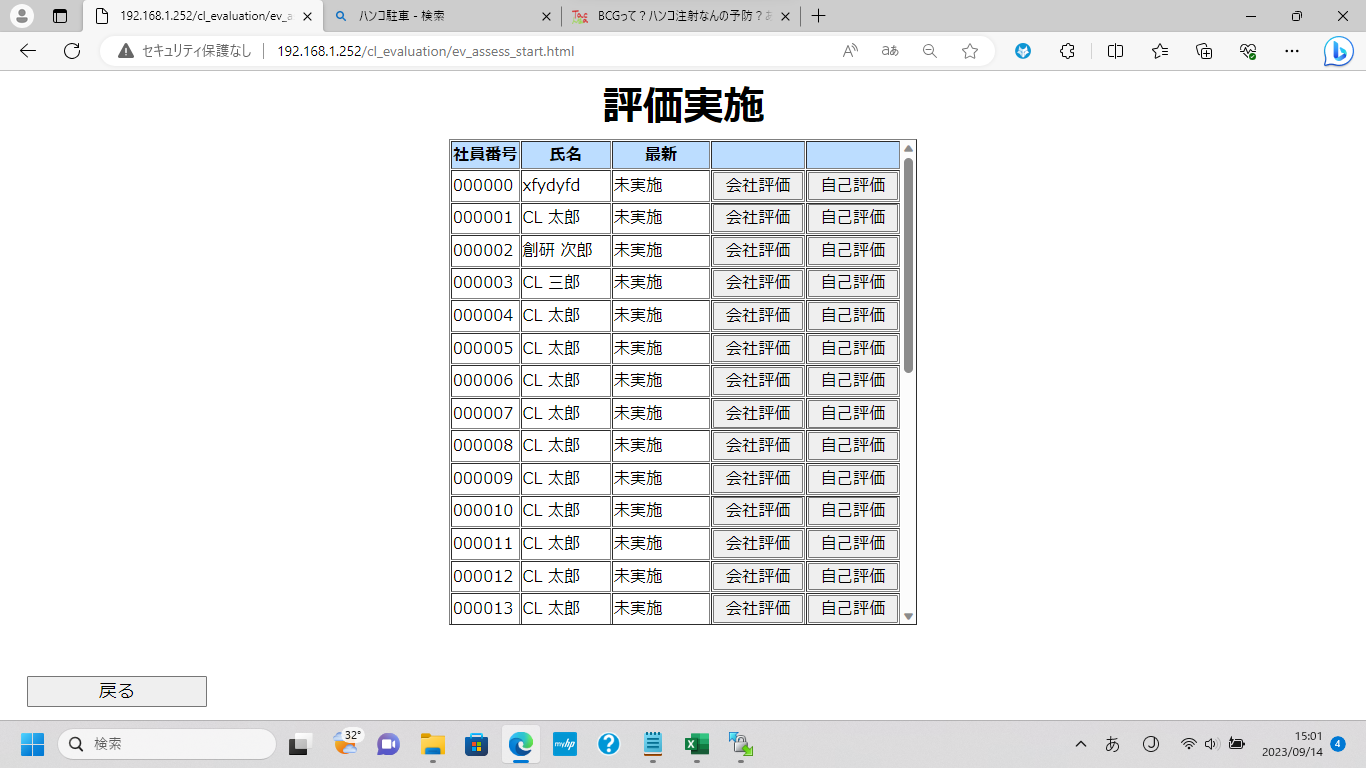 192.168.1.252/cl_evaluation/ev_a
ハンコ駐車 - 検索
BCGって？ハンコ注射なんの予防？
セキュリティ保護なし
192.168.1.252/cl_evaluation/ev_assess_start.html
評価実施
社員番号 氏名 最新
000000 xfydyfd 未実施 会社評価 自己評価
000001 CL 太郎 未実施 会社評価 自己評価
000002 創研 次郎 未実施 会社評価 自己評価
000003 CL 三郎 未実施 会社評価 自己評価
000004 CL 太郎 未実施 会社評価 自己評価
000005 CL 太郎 未実施 会社評価 自己評価
000006 CL 太郎 未実施 会社評価 自己評価
000007 CL 太郎 未実施 会社評価 自己評価
000008 CL 太郎 未実施 会社評価 自己評価
000009 CL 太郎 未実施 会社評価 自己評価
000010 CL 太郎 未実施 会社評価 自己評価
000011 CL 太郎 未実施 会社評価 自己評価
000012 CL 太郎 未実施 会社評価 自己評価
000013 CL 太郎 未実施 会社評価 自己評価
戻る
検索
32°
myhp
あ
15:01
2023/09/14
4